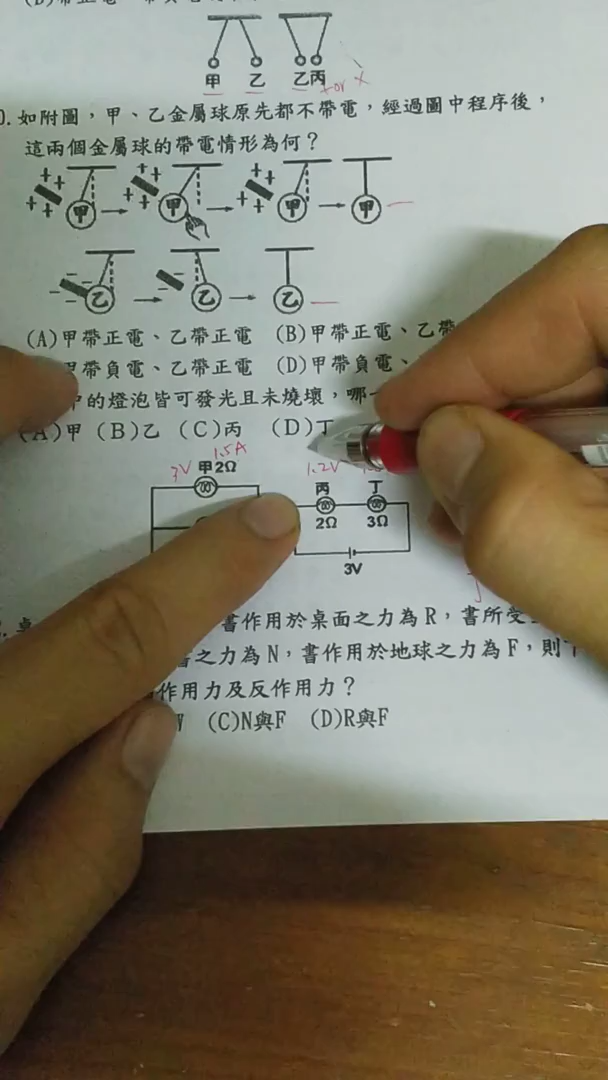 甲 乙 乙 丙
+or ×
0.如附圖，甲、乙金屬球原先都不帶電，經過圖中程序後，
這兩個金屬球的帶電情形為何？
甲 甲 甲 甲
乙 乙 乙
(A)甲帶正電、乙帶正電 (B)甲帶正電、乙帶
帶負電、乙帶正電 (D)甲帶負電、
中的燈泡皆可發光且未燒壞，哪一
(A)甲 (B)乙 (C)丙 (D)丁
3V 甲2Ω 1.5A
1.2V
丙 丁
2Ω 3Ω
3V
書作用於桌面之力為R，書所受
書之力為N，書作用於地球之力為F，則下
作用力及反作用力？
W (C)N與F (D)R與F